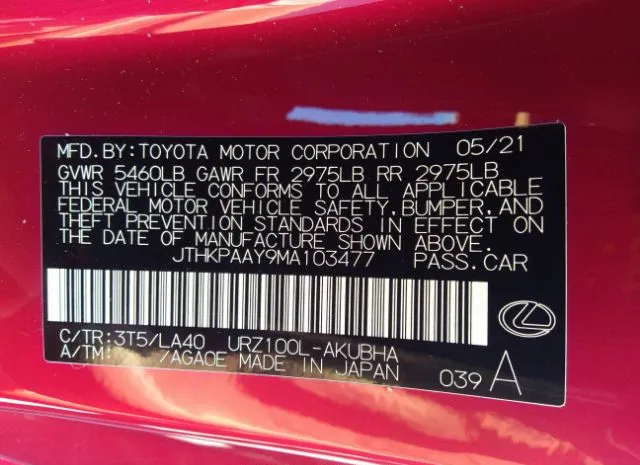 MFD.BY:TOYOTA MOTOR CORPORATION 05/21
GVWR 5460LB GAWR FR 2975LB RR 2975LB
THIS VEHICLE CONFORMS TO ALL APPLICABLE
FEDERAL MOTOR VEHICLE SAFETY, BUMPER, AND
THEFT PREVENTION STANDARDS IN EFFECT ON
THE DATE OF MANUFACTURE SHOWN ABOVE.
JTHKPAAY9MA103477 PASS.CAR
C/TR:3T5/LA40 URZ100L-AKUBHA
A/TM: /AGAOE MADE IN JAPAN
039 A